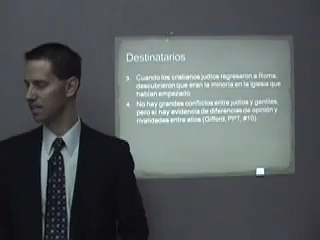 Destinatarios
3. Cuando los cristianos judíos regresaron a Roma,
descubrieron que eran la minoría en la iglesia que
habían empezado.
4. No hay grandes conflictos entre judíos y gentiles,
pero sí hay evidencia de diferencias de opinión y
rivalidades entre ellos (Gifford, PPT, #10).